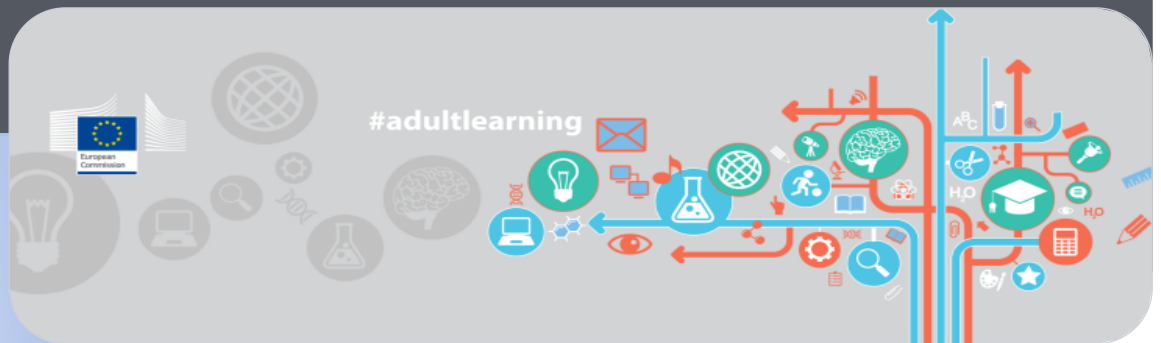 #adultlearning
European
Commission
ABC
H₂O
H₂O